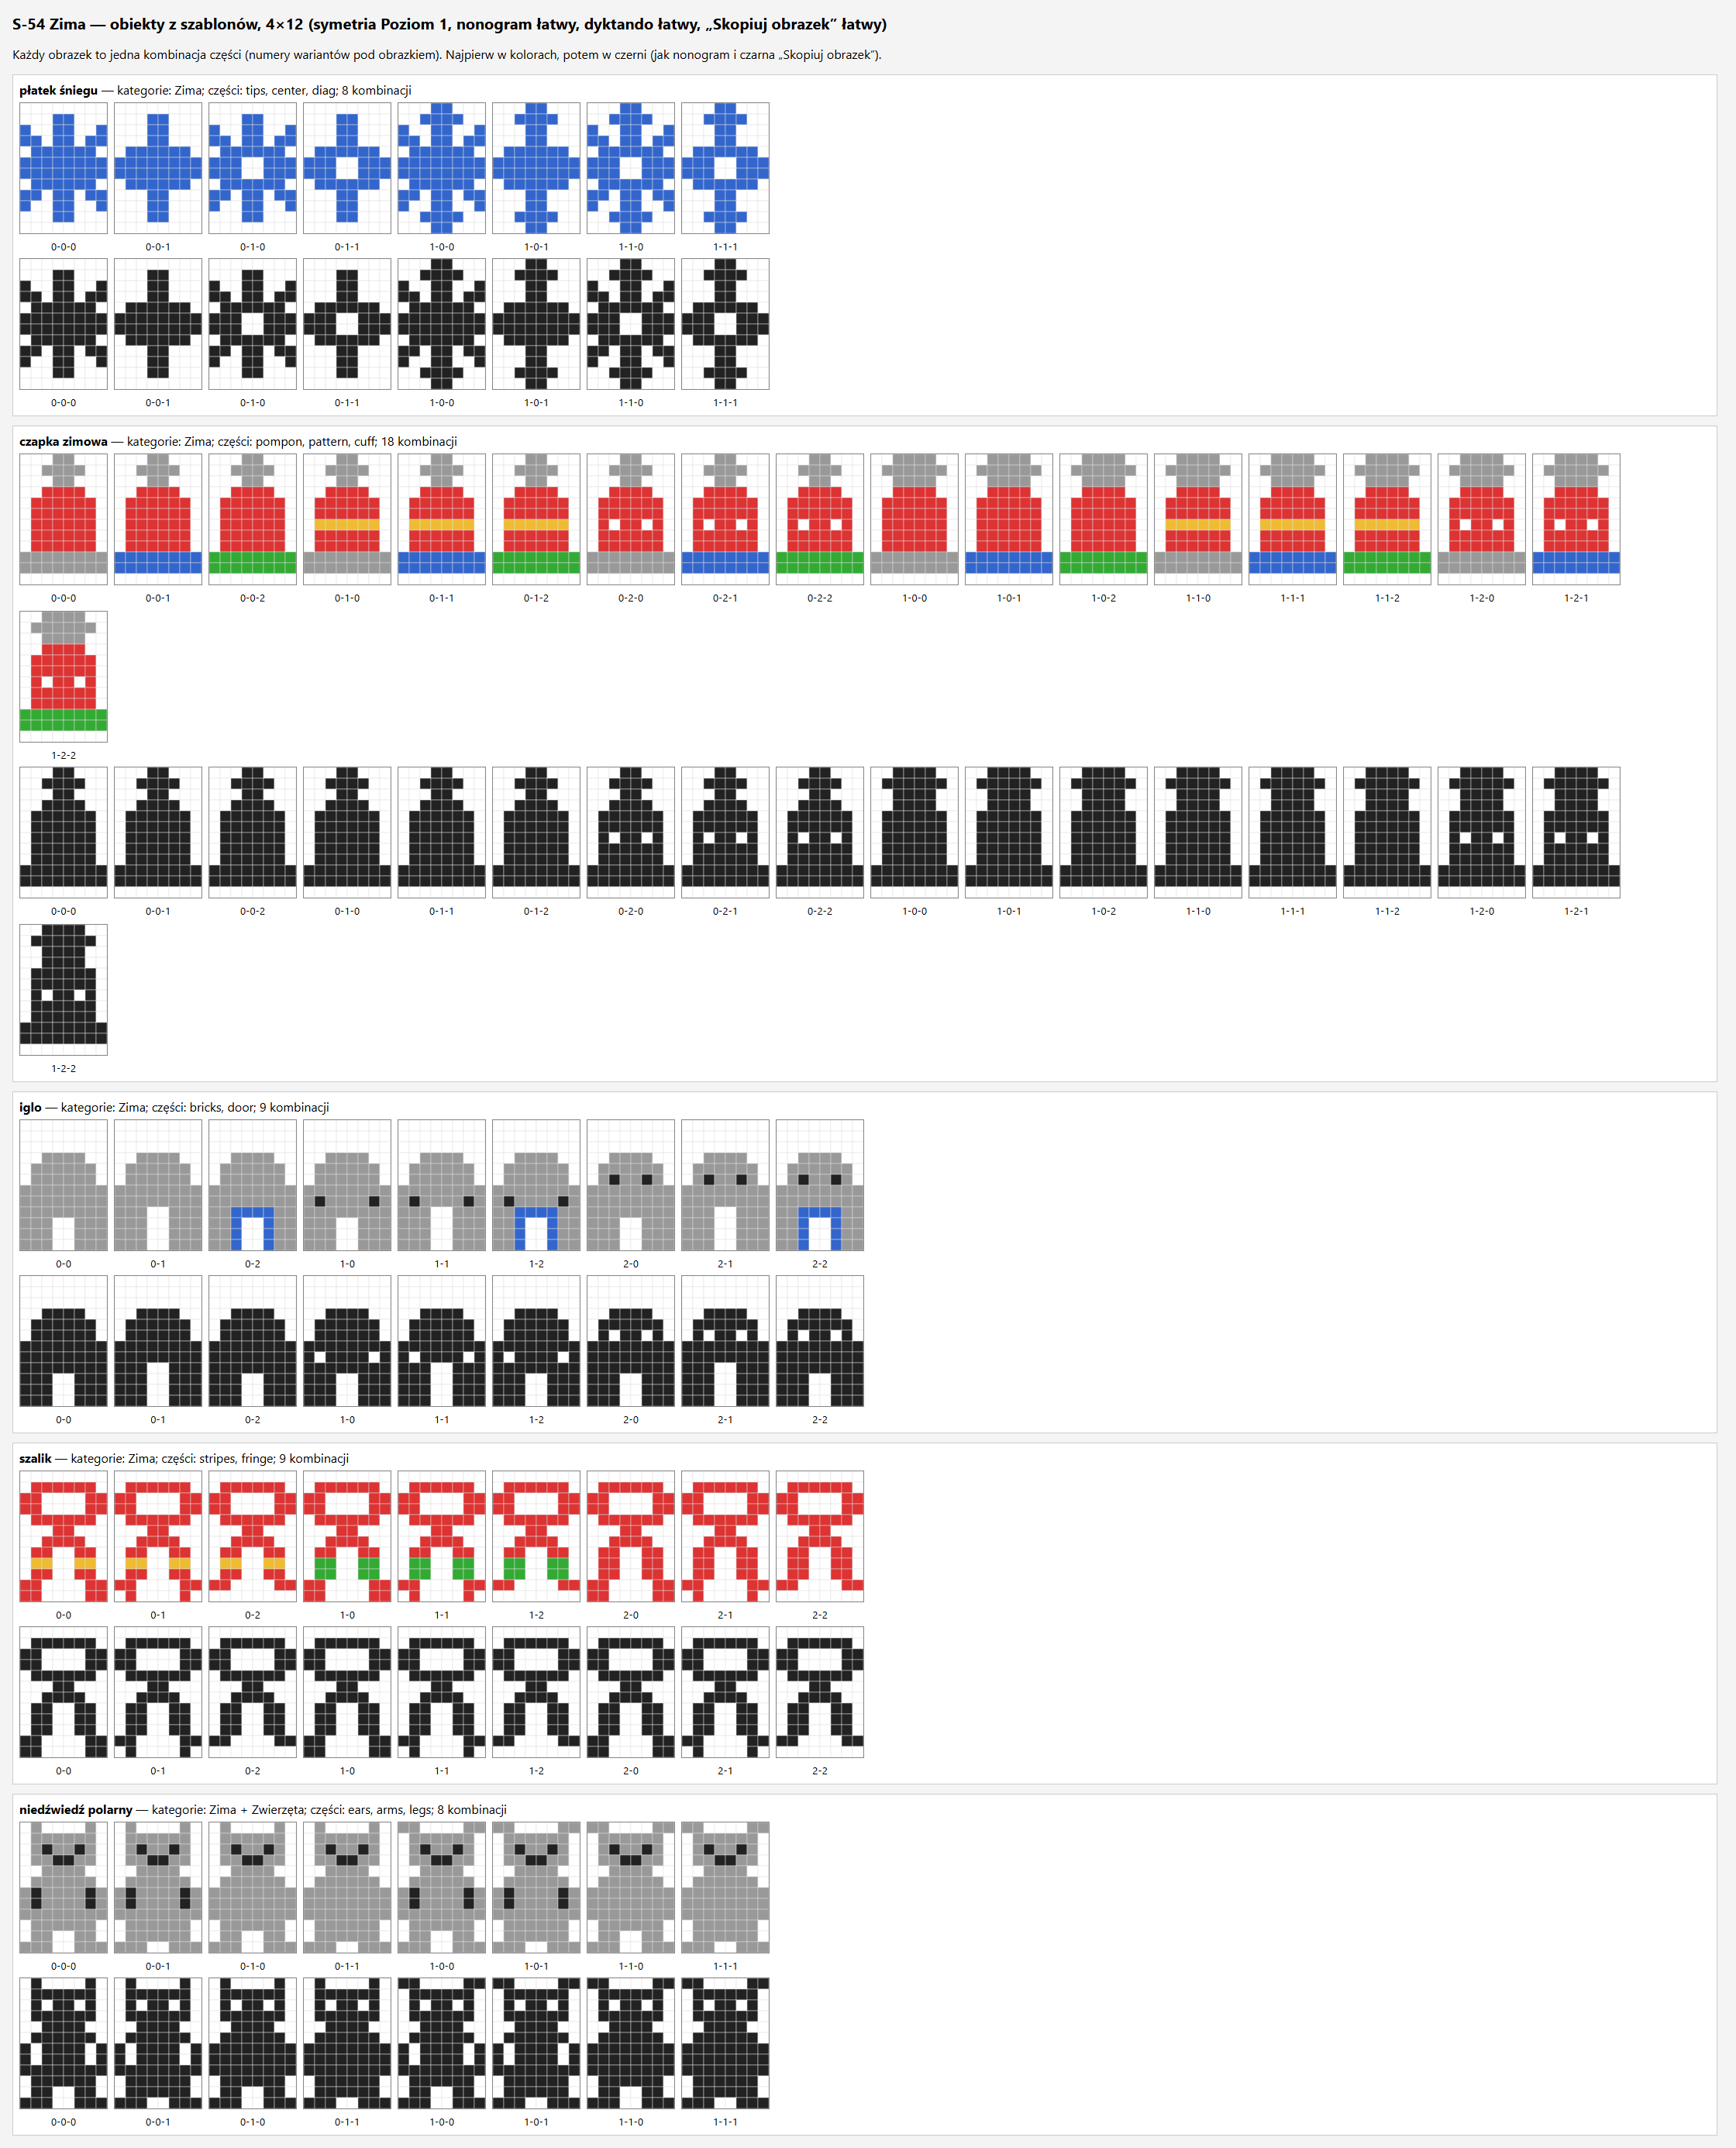 S-54 Zima — obiekty z szablonów, 4×12 (symetria Poziom 1, nonogram łatwy, dyktando łatwy, „Skopiuj obrazek” łatwy)
Każdy obrazek to jedna kombinacja części (numery wariantów pod obrazkiem). Najpierw w kolorach, potem w czerni (jak nonogram i czarna „Skopiuj obrazek”).
płatek śniegu — kategorie: Zima; części: tips, center, diag; 8 kombinacji
0-0-0 0-0-1 0-1-0 0-1-1 1-0-0 1-0-1 1-1-0 1-1-1
0-0-0 0-0-1 0-1-0 0-1-1 1-0-0 1-0-1 1-1-0 1-1-1
czapka zimowa — kategorie: Zima; części: pompon, pattern, cuff; 18 kombinacji
0-0-0 0-0-1 0-0-2 0-1-0 0-1-1 0-1-2 0-2-0 0-2-1 0-2-2 1-0-0 1-0-1 1-0-2 1-1-0 1-1-1 1-1-2 1-2-0 1-2-1
1-2-2
0-0-0 0-0-1 0-0-2 0-1-0 0-1-1 0-1-2 0-2-0 0-2-1 0-2-2 1-0-0 1-0-1 1-0-2 1-1-0 1-1-1 1-1-2 1-2-0 1-2-1
1-2-2
iglo — kategorie: Zima; części: bricks, door; 9 kombinacji
0-0 0-1 0-2 1-0 1-1 1-2 2-0 2-1 2-2
0-0 0-1 0-2 1-0 1-1 1-2 2-0 2-1 2-2
szalik — kategorie: Zima; części: stripes, fringe; 9 kombinacji
0-0 0-1 0-2 1-0 1-1 1-2 2-0 2-1 2-2
0-0 0-1 0-2 1-0 1-1 1-2 2-0 2-1 2-2
niedźwiedź polarny — kategorie: Zima + Zwierzęta; części: ears, arms, legs; 8 kombinacji
0-0-0 0-0-1 0-1-0 0-1-1 1-0-0 1-0-1 1-1-0 1-1-1
0-0-0 0-0-1 0-1-0 0-1-1 1-0-0 1-0-1 1-1-0 1-1-1